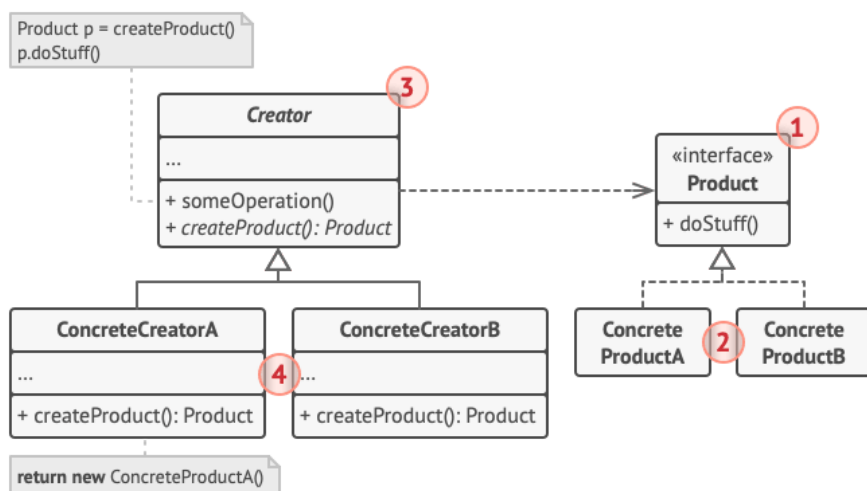 Product p = createProduct()
p.doStuff()
3
Creator
...
+ someOperation()
+ createProduct(): Product
1
«interface»
Product
+ doStuff()
ConcreteCreatorA
...
+ createProduct(): Product
4
ConcreteCreatorB
...
+ createProduct(): Product
Concrete
ProductA
2
Concrete
ProductB
return new ConcreteProductA()